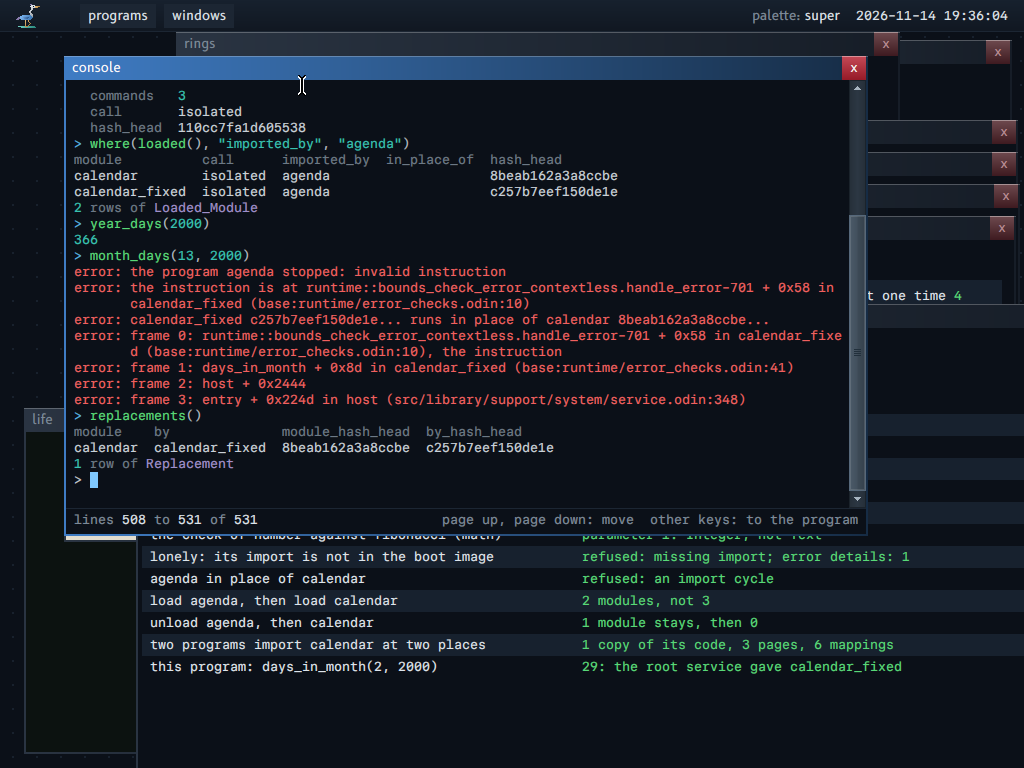 programs windows palette: super 2026-11-14 19:36:04
rings x
x
console x
commands 3
call isolated
hash_head 110cc7fa1d605538
> where(loaded(), "imported_by", "agenda")
module call imported_by in_place_of hash_head
calendar isolated agenda 8beab162a3a8ccbe
calendar_fixed isolated agenda c257b7eef150de1e
2 rows of Loaded_Module
> year_days(2000)
366
> month_days(13, 2000)
error: the program agenda stopped: invalid instruction
error: the instruction is at runtime::bounds_check_error_contextless.handle_error-701 + 0x58 in
calendar_fixed (base:runtime/error_checks.odin:10)
error: calendar_fixed c257b7eef150de1e... runs in place of calendar 8beab162a3a8ccbe...
error: frame 0: runtime::bounds_check_error_contextless.handle_error-701 + 0x58 in calendar_fixe
d (base:runtime/error_checks.odin:10), the instruction
error: frame 1: days_in_month + 0x8d in calendar_fixed (base:runtime/error_checks.odin:41)
error: frame 2: host + 0x2444
error: frame 3: entry + 0x224d in host (src/library/support/system/service.odin:348)
> replacements()
module by module_hash_head by_hash_head
calendar calendar_fixed 8beab162a3a8ccbe c257b7eef150de1e
1 row of Replacement
>
lines 508 to 531 of 531 page up, page down: move other keys: to the program
x
x
x
x
t one time 4
life
lonely: its import is not in the boot image refused: missing import; error details: 1
agenda in place of calendar refused: an import cycle
load agenda, then load calendar 2 modules, not 3
unload agenda, then calendar 1 module stays, then 0
two programs import calendar at two places 1 copy of its code, 3 pages, 6 mappings
this program: days_in_month(2, 2000) 29: the root service gave calendar_fixed